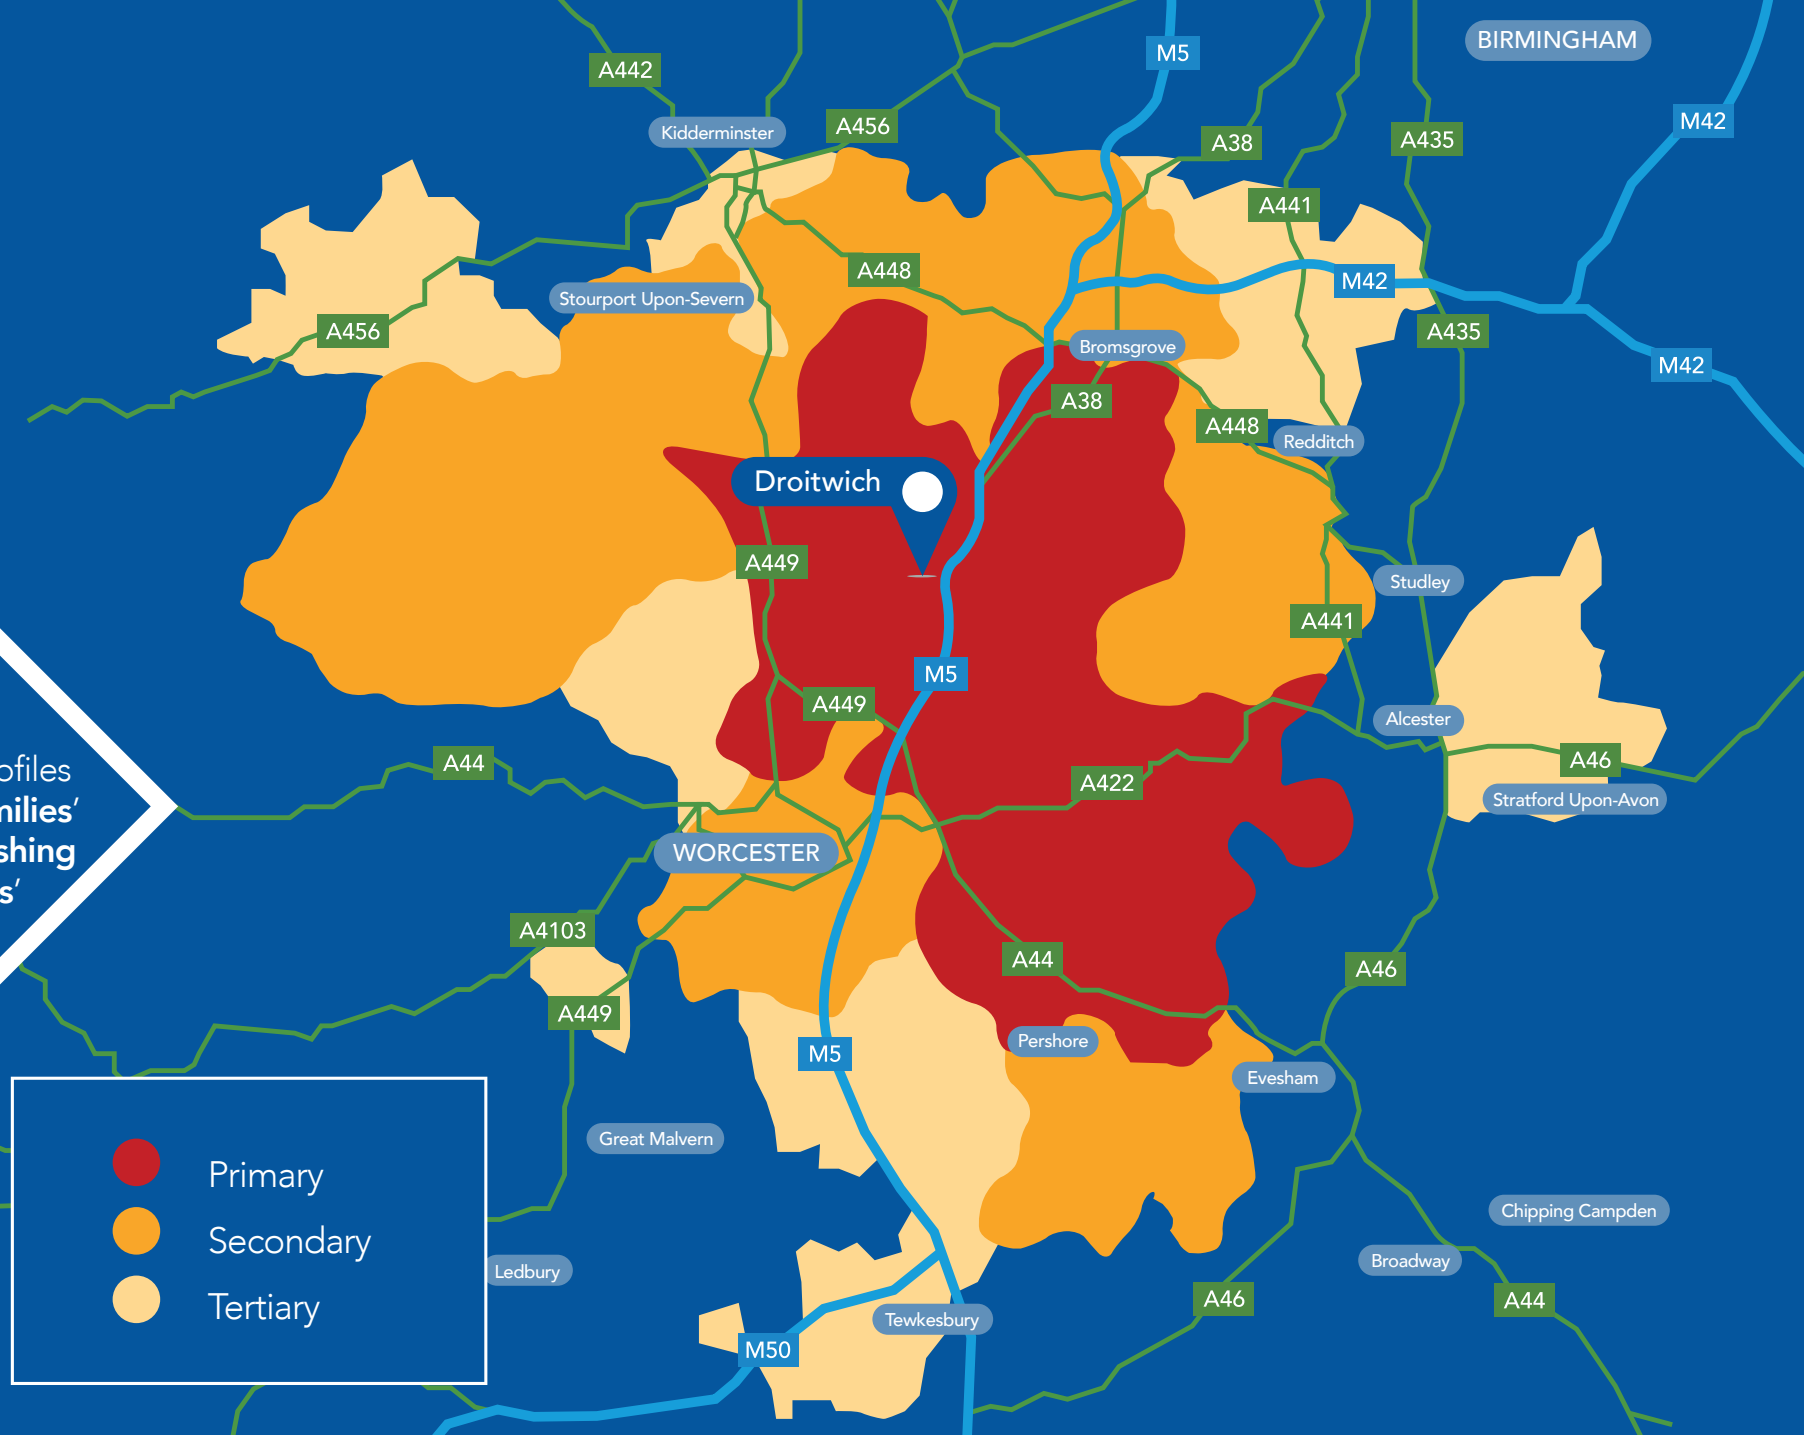 BIRMINGHAM
M5
A442
M42
Kidderminster
A456
A38
A435
A441
A448
M42
Stourport Upon-Severn
A456
A435
Bromsgrove
M42
A38
A448
Redditch
Droitwich
A449
Studley
A441
M5
A449
Alcester
A44
A46
A422
Stratford Upon-Avon
ofiles
milies’
shing
s’
WORCESTER
A4103
A44
A46
A449
Pershore
M5
Evesham
Great Malvern
Primary
Secondary
Tertiary
Chipping Campden
Broadway
Ledbury
A46
A44
Tewkesbury
M50